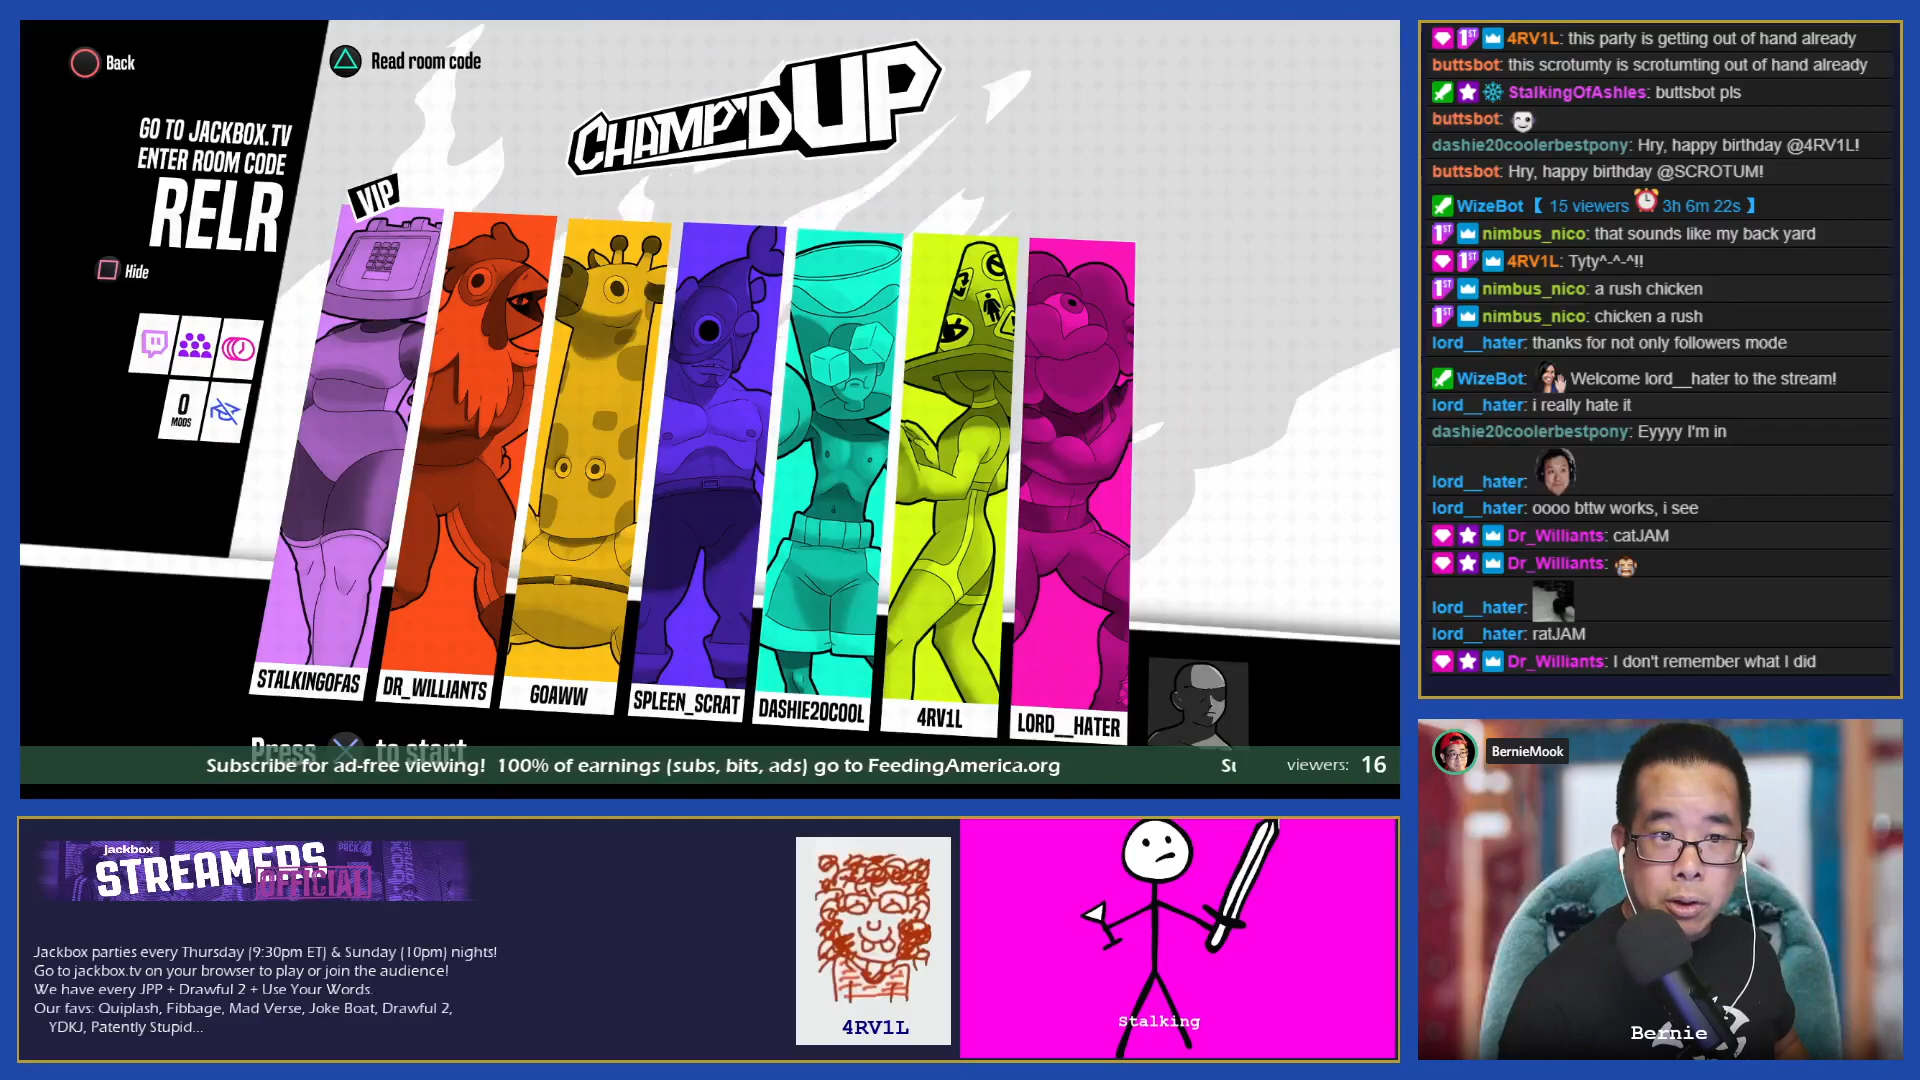 Back
Read room code
CHAMP'D UP
GO TO JACKBOX.TV
ENTER ROOM CODE
RELR
Hide
0
MODS
VIP
STALKINGOFAS
DR_WILLIANTS
GOAWW
SPLEEN_SCRAT
DASHIE20COOL
4RV1L
LORD__HATER
Press to start
Subscribe for ad-free viewing! 100% of earnings (subs, bits, ads) go to FeedingAmerica.org
viewers: 16
4RV1L: this party is getting out of hand already
buttsbot: this scrotumty is scrotumting out of hand already
StalkingOfAshles: buttsbot pls
buttsbot:
dashie20coolerbestpony: Hry, happy birthday @4RV1L!
buttsbot: Hry, happy birthday @SCROTUM!
WizeBot 【 15 viewers 3h 6m 22s 】
1ST nimbus_nico: that sounds like my back yard
1ST 4RV1L: Tyty^-^-^!!
1ST nimbus_nico: a rush chicken
1ST nimbus_nico: chicken a rush
lord__hater: thanks for not only followers mode
WizeBot: Welcome lord__hater to the stream!
lord__hater: i really hate it
dashie20coolerbestpony: Eyyyy I'm in
lord__hater:
lord__hater: oooo bttw works, i see
Dr_Williants: catJAM
Dr_Williants:
lord__hater:
lord__hater: ratJAM
Dr_Williants: I don't remember what I did
jackbox
STREAMERS
OFFICIAL
Jackbox parties every Thursday (9:30pm ET) & Sunday (10pm) nights!
Go to jackbox.tv on your browser to play or join the audience!
We have every JPP + Drawful 2 + Use Your Words.
Our favs: Quiplash, Fibbage, Mad Verse, Joke Boat, Drawful 2,
YDKJ, Patently Stupid...
4RV1L
Stalking
BernieMook
Bernie